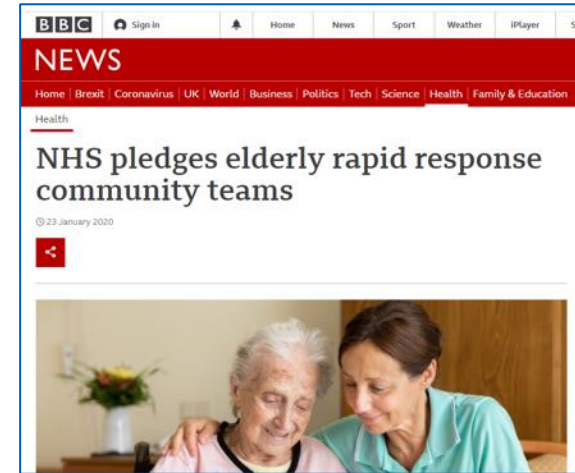 BBC Sign in Home News Sport Weather iPlayer S
NEWS
Home Brexit Coronavirus UK World Business Politics Tech Science Health Family & Education
Health
NHS pledges elderly rapid response
community teams
23 January 2020